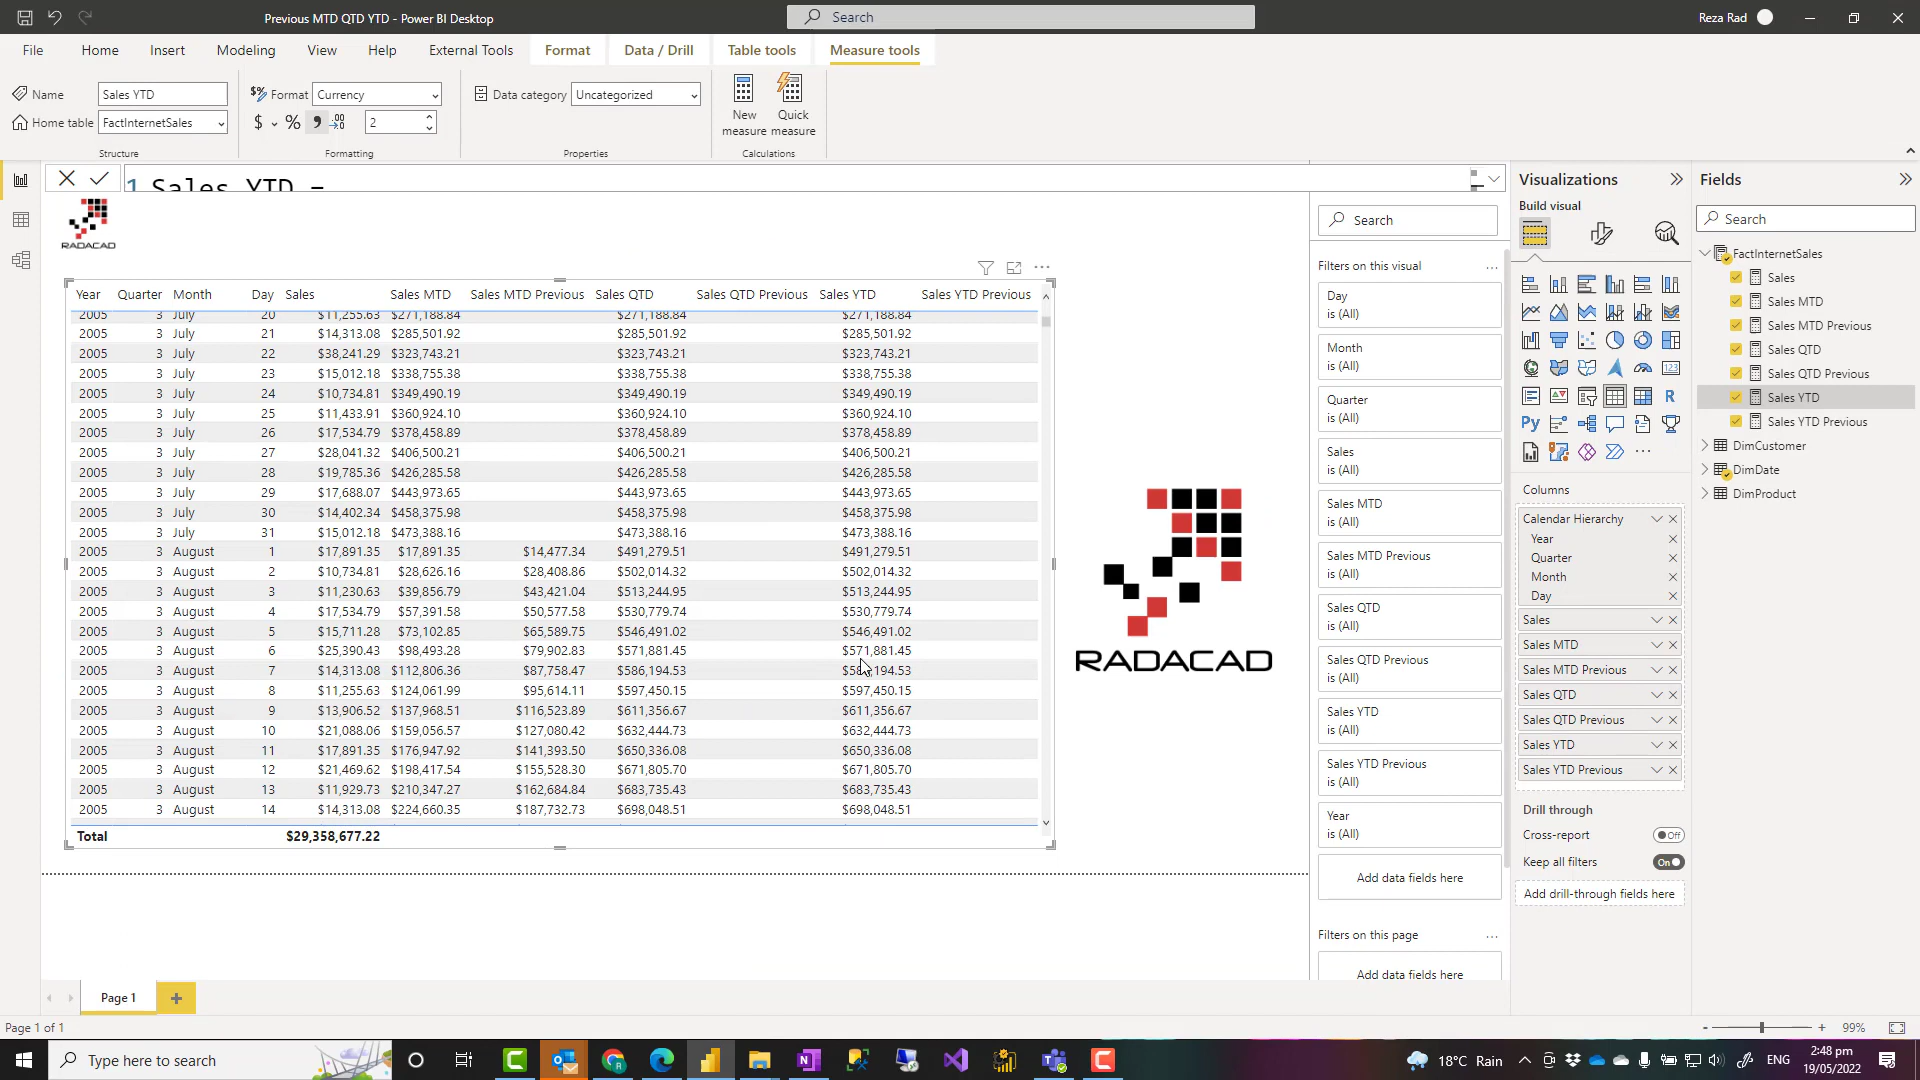 Previous MTD QTD YTD - Power BI Desktop
Search
Reza Rad
File Home Insert Modeling View Help External Tools Format Data / Drill Table tools Measure tools
Name Sales YTD
Home table FactInternetSales
Structure
$% Format Currency
$ % 9 .00 2
Formatting
Data category Uncategorized
Properties
New measure
Quick measure
Calculations
1 Sales YTD =
RADACAD
Year Quarter Month Day Sales Sales MTD Sales MTD Previous Sales QTD Sales QTD Previous Sales YTD Sales YTD Previous
2005 3 July 20 $11,255.63 $271,188.84 $271,188.84 $271,188.84
2005 3 July 21 $14,313.08 $285,501.92 $285,501.92 $285,501.92
2005 3 July 22 $38,241.29 $323,743.21 $323,743.21 $323,743.21
2005 3 July 23 $15,012.18 $338,755.38 $338,755.38 $338,755.38
2005 3 July 24 $10,734.81 $349,490.19 $349,490.19 $349,490.19
2005 3 July 25 $11,433.91 $360,924.10 $360,924.10 $360,924.10
2005 3 July 26 $17,534.79 $378,458.89 $378,458.89 $378,458.89
2005 3 July 27 $28,041.32 $406,500.21 $406,500.21 $406,500.21
2005 3 July 28 $19,785.36 $426,285.58 $426,285.58 $426,285.58
2005 3 July 29 $17,688.07 $443,973.65 $443,973.65 $443,973.65
2005 3 July 30 $14,402.34 $458,375.98 $458,375.98 $458,375.98
2005 3 July 31 $15,012.18 $473,388.16 $473,388.16 $473,388.16
2005 3 August 1 $17,891.35 $17,891.35 $14,477.34 $491,279.51 $491,279.51
2005 3 August 2 $10,734.81 $28,626.16 $28,408.86 $502,014.32 $502,014.32
2005 3 August 3 $11,230.63 $39,856.79 $43,421.04 $513,244.95 $513,244.95
2005 3 August 4 $17,534.79 $57,391.58 $50,577.58 $530,779.74 $530,779.74
2005 3 August 5 $15,711.28 $73,102.85 $65,589.75 $546,491.02 $546,491.02
2005 3 August 6 $25,390.43 $98,493.28 $79,902.83 $571,881.45 $571,881.45
2005 3 August 7 $14,313.08 $112,806.36 $87,758.47 $586,194.53 $586,194.53
2005 3 August 8 $11,255.63 $124,061.99 $95,614.11 $597,450.15 $597,450.15
2005 3 August 9 $13,906.52 $137,968.51 $116,523.89 $611,356.67 $611,356.67
2005 3 August 10 $21,088.06 $159,056.57 $127,080.42 $632,444.73 $632,444.73
2005 3 August 11 $17,891.35 $176,947.92 $141,393.50 $650,336.08 $650,336.08
2005 3 August 12 $21,469.62 $198,417.54 $155,528.30 $671,805.70 $671,805.70
2005 3 August 13 $11,929.73 $210,347.27 $162,684.84 $683,735.43 $683,735.43
2005 3 August 14 $14,313.08 $224,660.35 $187,732.73 $698,048.51 $698,048.51
Total $29,358,677.22
RADACAD
Search
Filters on this visual
Day
is (All)
Month
is (All)
Quarter
is (All)
Sales
is (All)
Sales MTD
is (All)
Sales MTD Previous
is (All)
Sales QTD
is (All)
Sales QTD Previous
is (All)
Sales YTD
is (All)
Sales YTD Previous
is (All)
Year
is (All)
Add data fields here
Filters on this page
Add data fields here
Visualizations
Build visual
123
R
Py
Columns
Calendar Hierarchy
Year
Quarter
Month
Day
Sales
Sales MTD
Sales MTD Previous
Sales QTD
Sales QTD Previous
Sales YTD
Sales YTD Previous
Drill through
Cross-report Off
Keep all filters On
Add drill-through fields here
Fields
Search
FactInternetSales
Sales
Sales MTD
Sales MTD Previous
Sales QTD
Sales QTD Previous
Sales YTD
Sales YTD Previous
DimCustomer
DimDate
DimProduct
Page 1
Page 1 of 1
- + 99%
Type here to search
18°C Rain
ENG
2:48 pm
19/05/2022